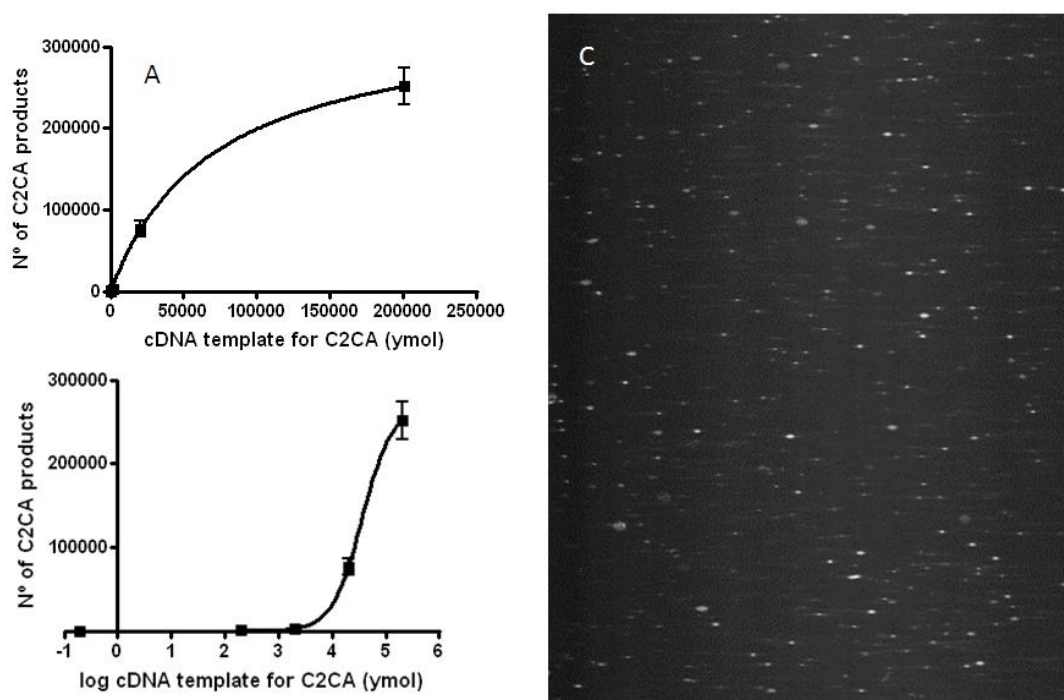 A
300000
200000
100000
0
N° of C2CA products
0 50000 100000 150000 200000 250000
cDNA template for C2CA (ymol)
300000
200000
100000
N° of C2CA products
-1 0 1 2 3 4 5 6
log cDNA template for C2CA (ymol)
C